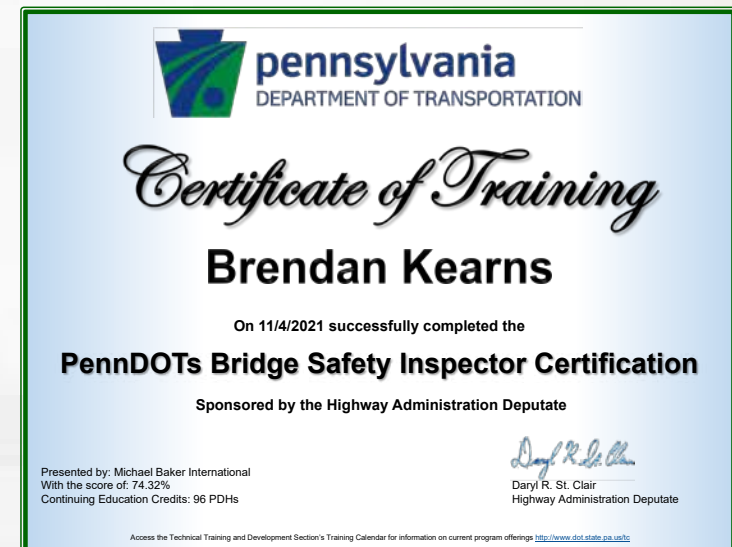 pennsylvania
DEPARTMENT OF TRANSPORTATION
Certificate of Training
Brendan Kearns
On 11/4/2021 successfully completed the
PennDOTs Bridge Safety Inspector Certification
Sponsored by the Highway Administration Deputate
Daryl R. St. Clair
Presented by: Michael Baker International
With the score of: 74.32%
Continuing Education Credits: 96 PDHs
Daryl R. St. Clair
Highway Administration Deputate
Access the Technical Training and Development Section's Training Calendar for information on current program offerings http://www.dot.state.pa.us/tc